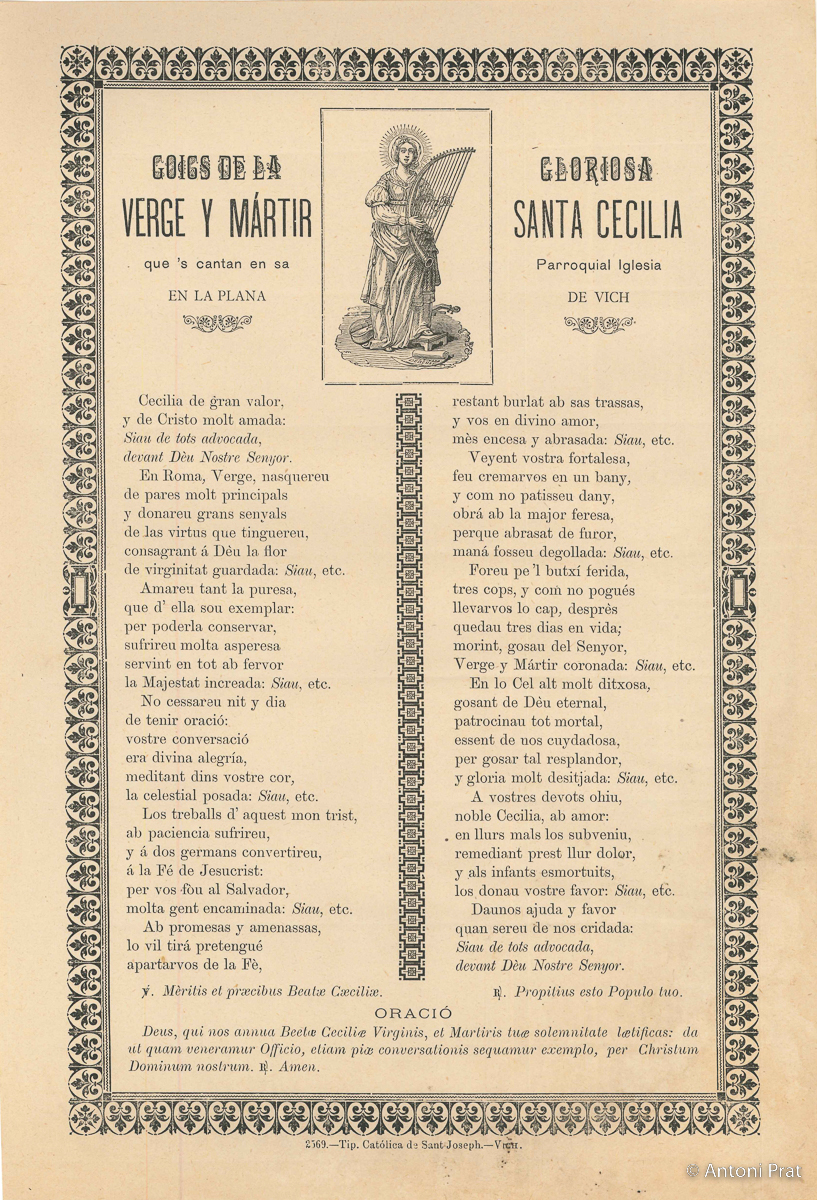 GOIGS DE LA
VERGE Y MÁRTIR
que 's cantan en sa
EN LA PLANA
GLORIOSA
SANTA CECILIA
Parroquial Iglesia
DE VICH
Cecilia de gran valor,
y de Cristo molt amada:
Siau de tots advocada,
devant Dèu Nostre Senyor.
En Roma, Verge, nasquereu
de pares molt principals
y donareu grans senyals
de las virtus que tinguereu,
consagrant á Dèu la flor
de virginitat guardada: Siau, etc.
Amareu tant la puresa,
que d' ella sou exemplar:
per poderla conservar,
sufrireu molta asperesa
servint en tot ab fervor
la Majestat increada: Siau, etc.
No cessareu nit y dia
de tenir oració:
vostre conversació
era divina alegría,
meditant dins vostre cor,
la celestial posada: Siau, etc.
Los treballs d' aquest mon trist,
ab paciencia sufrireu,
y á dos germans convertireu,
á la Fé de Jesucrist:
per vos fòu al Salvador,
molta gent encaminada: Siau, etc.
Ab promesas y amenassas,
lo vil tirá pretengué
apartarvos de la Fè,
restant burlat ab sas trassas,
y vos en divino amor,
mès encesa y abrasada: Siau, etc.
Veyent vostra fortalesa,
feu cremarvos en un bany,
y com no patisseu dany,
obrá ab la major feresa,
perque abrasat de furor,
maná fosseu degollada: Siau, etc.
Foreu pe 'l butxí ferida,
tres cops, y com no pogués
llevarvos lo cap, desprès
quedau tres dias en vida;
morint, gosau del Senyor,
Verge y Mártir coronada: Siau, etc.
En lo Cel alt molt ditxosa,
gosant de Dèu eternal,
patrocinau tot mortal,
essent de nos cuydadosa,
per gosar tal resplandor,
y gloria molt desitjada: Siau, etc.
A vostres devots ohiu,
noble Cecilia, ab amor:
en llurs mals los subveniu,
remediant prest llur dolor,
y als infants esmortuits,
los donau vostre favor: Siau, etc.
Daunos ajuda y favor
quan sereu de nos cridada:
Siau de tots advocada,
devant Dèu Nostre Senyor.
℣. Mèritis et præcibus Beatæ Cæciliæ.
℟. Propitius esto Populo tuo.
ORACIÓ
Deus, qui nos annua Beetæ Ceciliæ Virginis, et Martiris tuæ solemnitate lætificas: da
ut quam veneramur Officio, etiam piæ conversationis sequamur exemplo, per Christum
Dominum nostrum. ℟. Amen.
2569.—Tip. Católica de Sant Joseph.—VICH.
© Antoni Prat